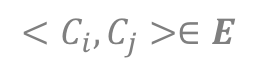 < C_i, C_j >∈ E